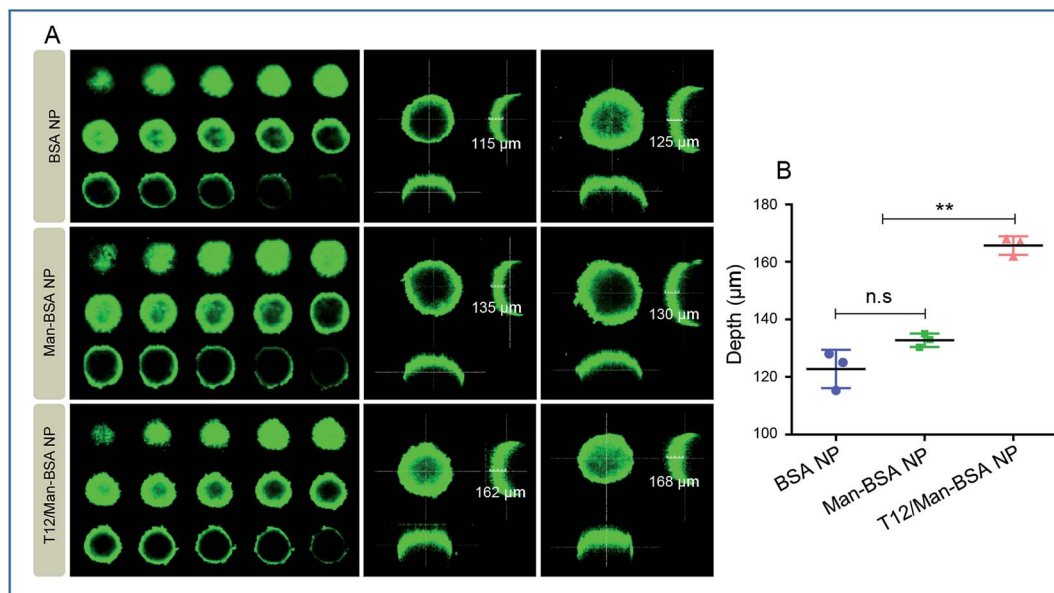 A
BSA NP
115 µm
125 µm
Man-BSA NP
135 µm
130 µm
T12/Man-BSA NP
162 µm
168 µm
B
180
160
140
120
100
Depth (µm)
**
n.s
BSA NP
Man-BSA NP
T12/Man-BSA NP